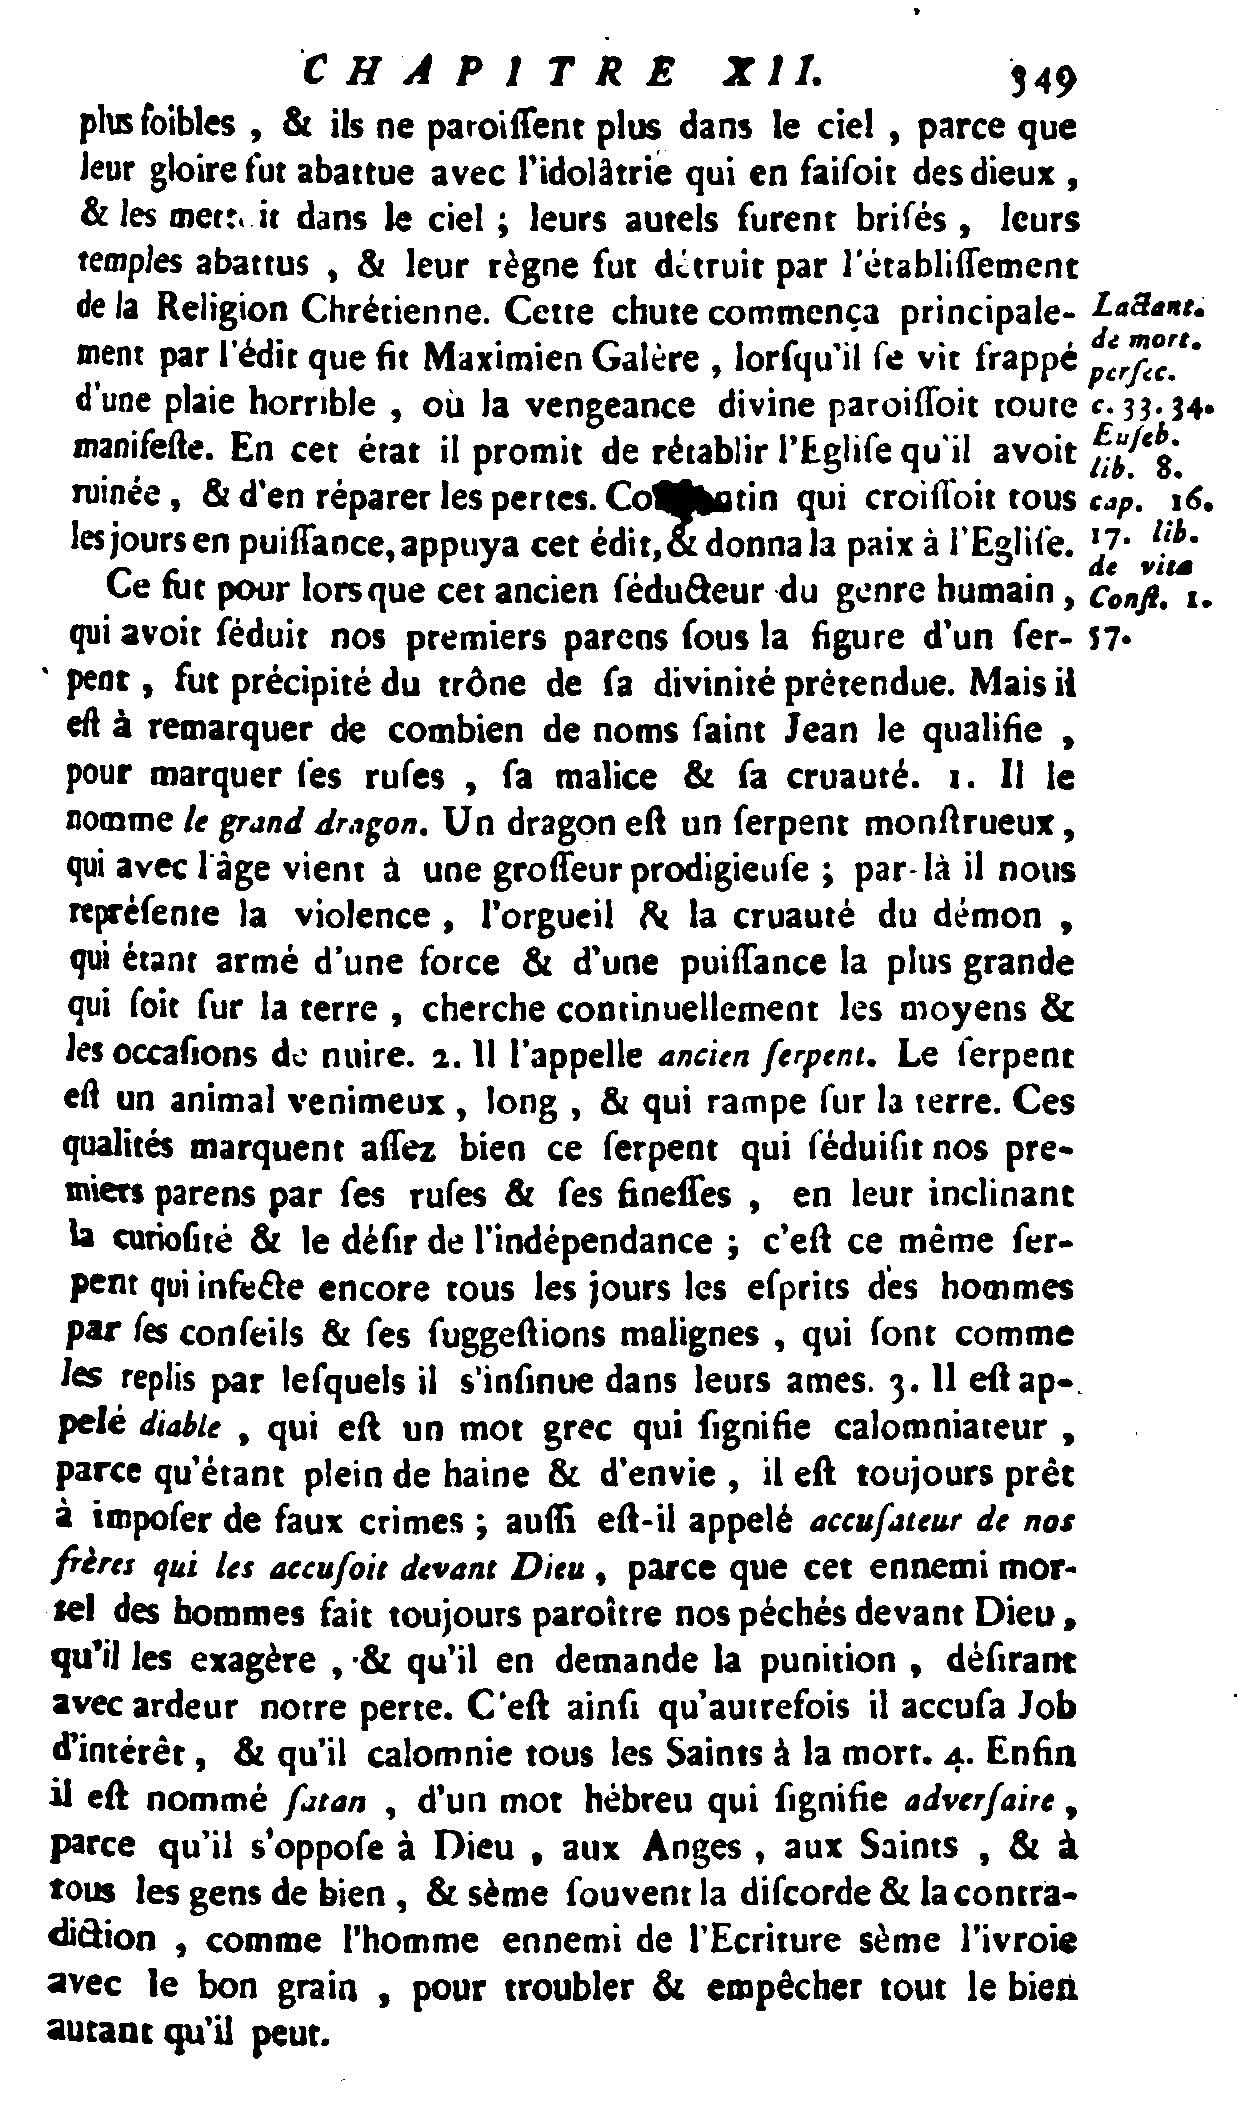 CHAPITRE XII. 349
plus foibles , & ils ne paroiſſent plus dans le ciel , parce que
leur gloire fut abattue avec l'idolâtrie qui en faiſoit des dieux ,
& les mettoit dans le ciel ; leurs autels furent briſés , leurs
temples abattus , & leur règne fut détruit par l'établiſſement
de la Religion Chrétienne. Cette chute commença principale-
ment par l'édit que fit Maximien Galère , lorſqu'il ſe vit frappé
d'une plaie horrible , où la vengeance divine paroiſſoit toute
manifeſte. En cet état il promit de rétablir l'Egliſe qu'il avoit
ruinée , & d'en réparer les pertes. Conſtantin qui croiſſoit tous
les jours en puiſſance, appuya cet édit, & donna la paix à l'Egliſe.
Lactant.
de mort.
perſec.
c. 33. 34.
Euſeb.
lib. 8.
cap. 16.
17. lib.
de vita
Conſt. 1.
57.
Ce fut pour lors que cet ancien ſéducteur du genre humain ,
qui avoit ſéduit nos premiers parens ſous la figure d'un ſer-
pent , fut précipité du trône de ſa divinité prétendue. Mais il
eſt à remarquer de combien de noms ſaint Jean le qualifie ,
pour marquer ſes ruſes , ſa malice & ſa cruauté. 1. Il le
nomme le grand dragon. Un dragon eſt un ſerpent monſtrueux ,
qui avec l'âge vient à une groſſeur prodigieuſe ; par-là il nous
repréſente la violence , l'orgueil & la cruauté du démon ,
qui étant armé d'une force & d'une puiſſance la plus grande
qui ſoit ſur la terre , cherche continuellement les moyens &
les occaſions de nuire. 2. Il l'appelle ancien ſerpent. Le ſerpent
eſt un animal venimeux , long , & qui rampe ſur la terre. Ces
qualités marquent aſſez bien ce ſerpent qui ſéduiſit nos pre-
miers parens par ſes ruſes & ſes fineſſes , en leur inclinant
la curioſité & le déſir de l'indépendance ; c'eſt ce même ſer-
pent qui infecte encore tous les jours les eſprits des hommes
par ſes conſeils & ſes ſuggeſtions malignes , qui ſont comme
les replis par leſquels il s'inſinue dans leurs ames. 3. Il eſt ap-
pelé diable , qui eſt un mot grec qui ſignifie calomniateur ,
parce qu'étant plein de haine & d'envie , il eſt toujours prêt
à impoſer de faux crimes ; auſſi eſt-il appelé accuſateur de nos
frères qui les accuſoit devant Dieu , parce que cet ennemi mor-
tel des hommes fait toujours paroître nos péchés devant Dieu ,
qu'il les exagère , & qu'il en demande la punition , déſirant
avec ardeur notre perte. C'eſt ainſi qu'autrefois il accuſa Job
d'intérêt , & qu'il calomnie tous les Saints à la mort. 4. Enfin
il eſt nommé ſatan , d'un mot hébreu qui ſignifie adverſaire ,
parce qu'il s'oppoſe à Dieu , aux Anges , aux Saints , & à
tous les gens de bien , & sème ſouvent la diſcorde & la contra-
diction , comme l'homme ennemi de l'Ecriture sème l'ivroie
avec le bon grain , pour troubler & empêcher tout le bien
autant qu'il peut.